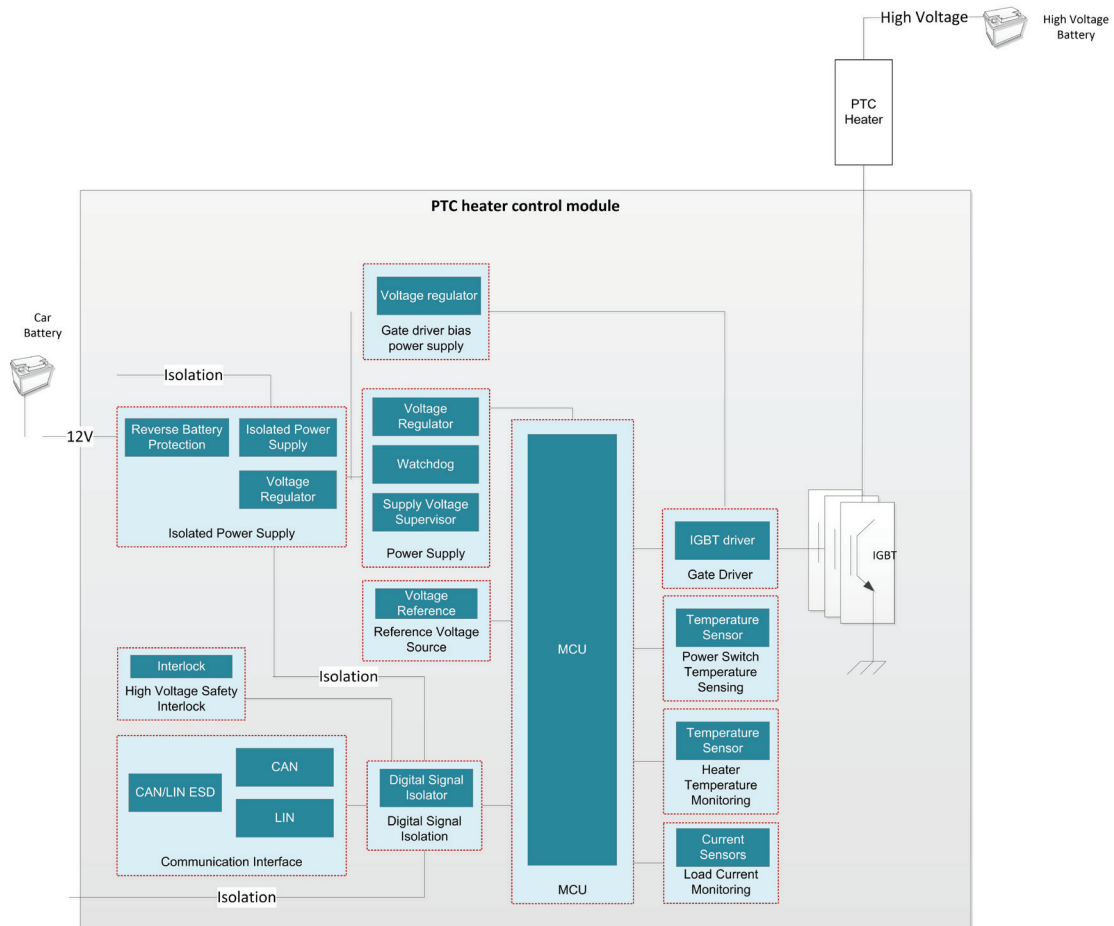 High Voltage
High Voltage
Battery
PTC
Heater
PTC heater control module
Voltage regulator
Gate driver bias
power supply
Car
Battery
Isolation
12V
Reverse Battery
Protection
Isolated Power
Supply
Voltage
Regulator
Isolated Power Supply
Voltage
Regulator
Watchdog
Supply Voltage
Supervisor
Power Supply
Voltage
Reference
Reference Voltage
Source
Interlock
High Voltage Safety
Interlock
Isolation
CAN/LIN ESD
CAN
LIN
Communication Interface
Digital Signal
Isolator
Digital Signal
Isolation
Isolation
MCU
MCU
IGBT driver
Gate Driver
IGBT
Temperature
Sensor
Power Switch
Temperature
Sensing
Temperature
Sensor
Heater
Temperature
Monitoring
Current
Sensors
Load Current
Monitoring